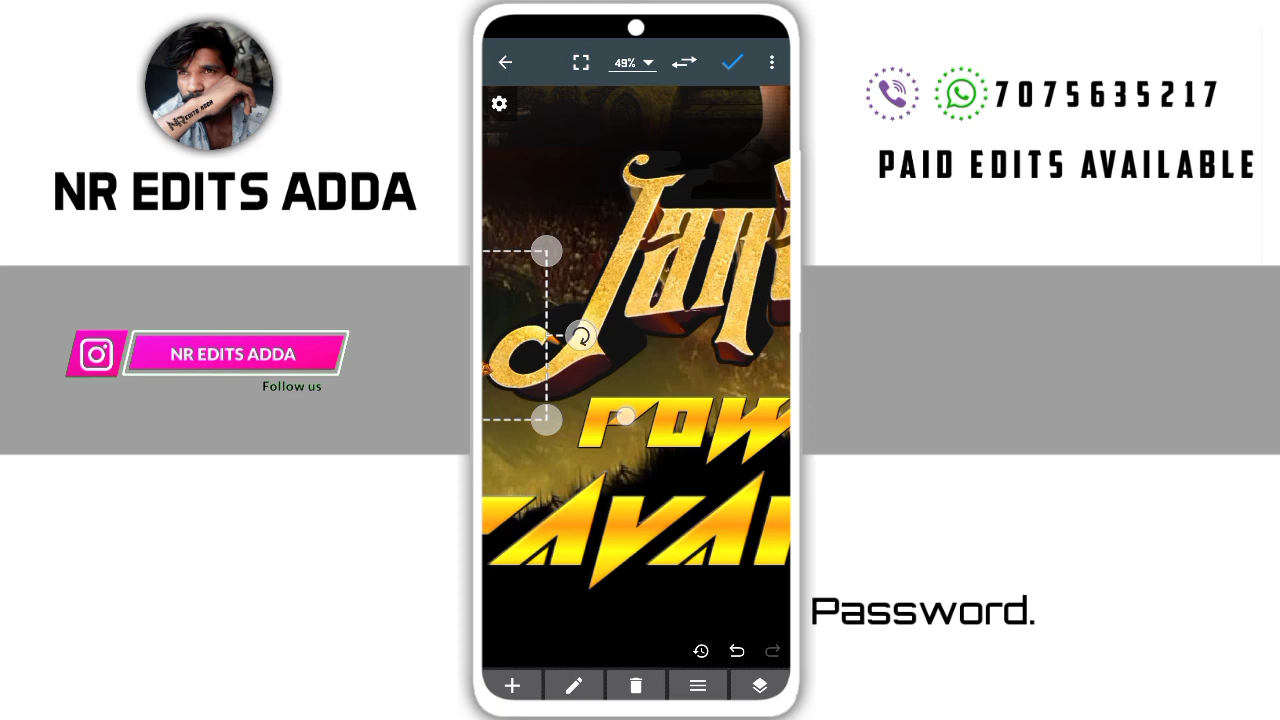 NR EDITS ADDA
NR EDITS ADDA
Follow us
49%
POW
7075635217
PAID EDITS AVAILABLE
Password.